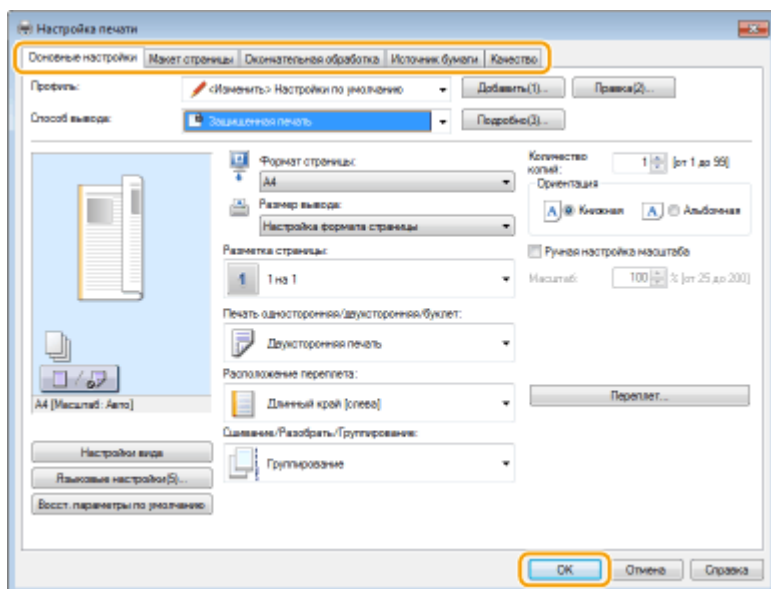 Настройка печати
Основные настройки Макет страницы Окончательная обработка Источник бумаги Качество
Профиль: <Изменить> Настройки по умолчанию Добавить(1)... Правка(2)...
Способ вывода: Защищенная печать Подробно(3)...
Формат страницы:
A4
Размер вывода:
Настройка формата страницы
Количество копий: 1 [от 1 до 99]
Ориентация
A Книжная A Альбомная
Разметка страницы:
1 1 на 1
Ручная настройка масштаба
Масштаб: 100 % [от 25 до 200]
Печать односторонняя/двухсторонняя/буклет:
Двухсторонняя печать
Расположение переплета:
Длинный край [слева]
Переплет...
A4 [Масштаб: Авто]
Сшивание/Разобрать/Группирование:
Группирование
Настройки вида
Языковые настройки(5)...
Восст. параметры по умолчанию
OK Отмена Справка